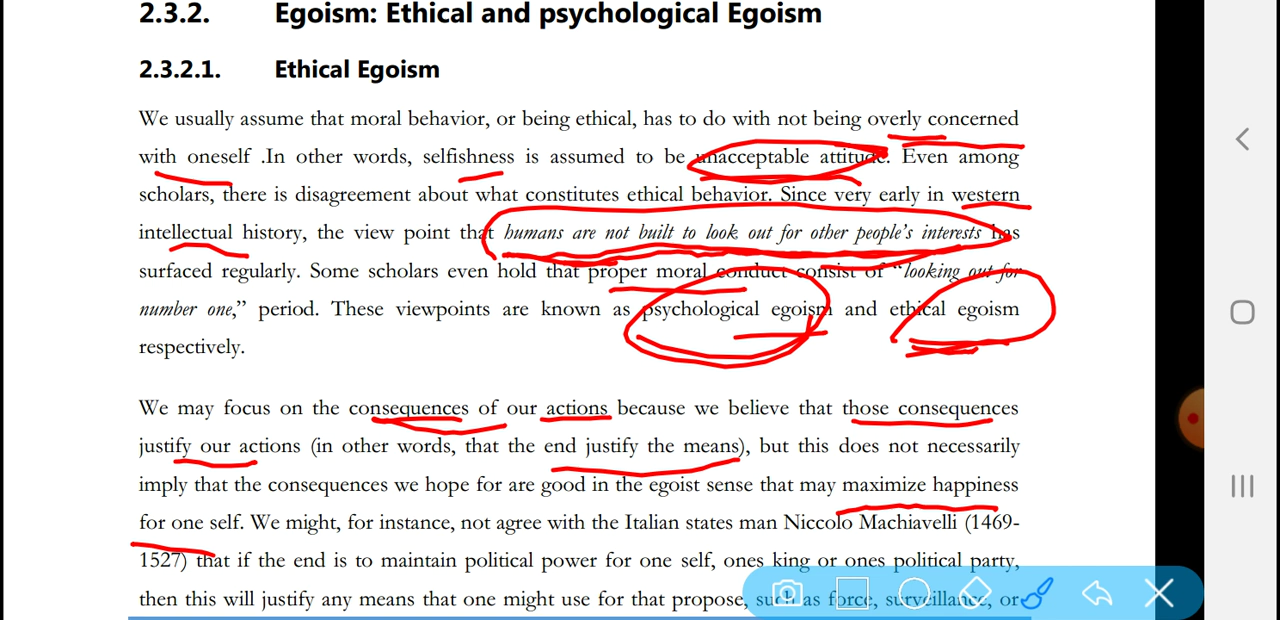 2.3.2. Egoism: Ethical and psychological Egoism
2.3.2.1. Ethical Egoism
We usually assume that moral behavior, or being ethical, has to do with not being overly concerned
with oneself .In other words, selfishness is assumed to be unacceptable attitude. Even among
scholars, there is disagreement about what constitutes ethical behavior. Since very early in western
intellectual history, the view point that humans are not built to look out for other people's interests has
surfaced regularly. Some scholars even hold that proper moral conduct consist of “looking out for
number one,” period. These viewpoints are known as psychological egoism and ethical egoism
respectively.
We may focus on the consequences of our actions because we believe that those consequences
justify our actions (in other words, that the end justify the means), but this does not necessarily
imply that the consequences we hope for are good in the egoist sense that may maximize happiness
for one self. We might, for instance, not agree with the Italian states man Niccolo Machiavelli (1469-
1527) that if the end is to maintain political power for one self, ones king or ones political party,
then this will justify any means that one might use for that propose, such as force, surveillance, or